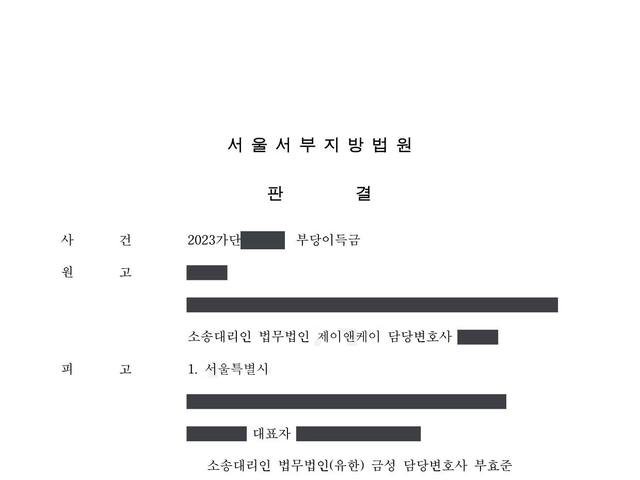 서울서부지방법원
판 결
사 건 2023가단 부당이득금
원 고
소송대리인 법무법인 제이앤케이 담당변호사
피 고 1. 서울특별시
대표자
소송대리인 법무법인(유한) 금성 담당변호사 부효준